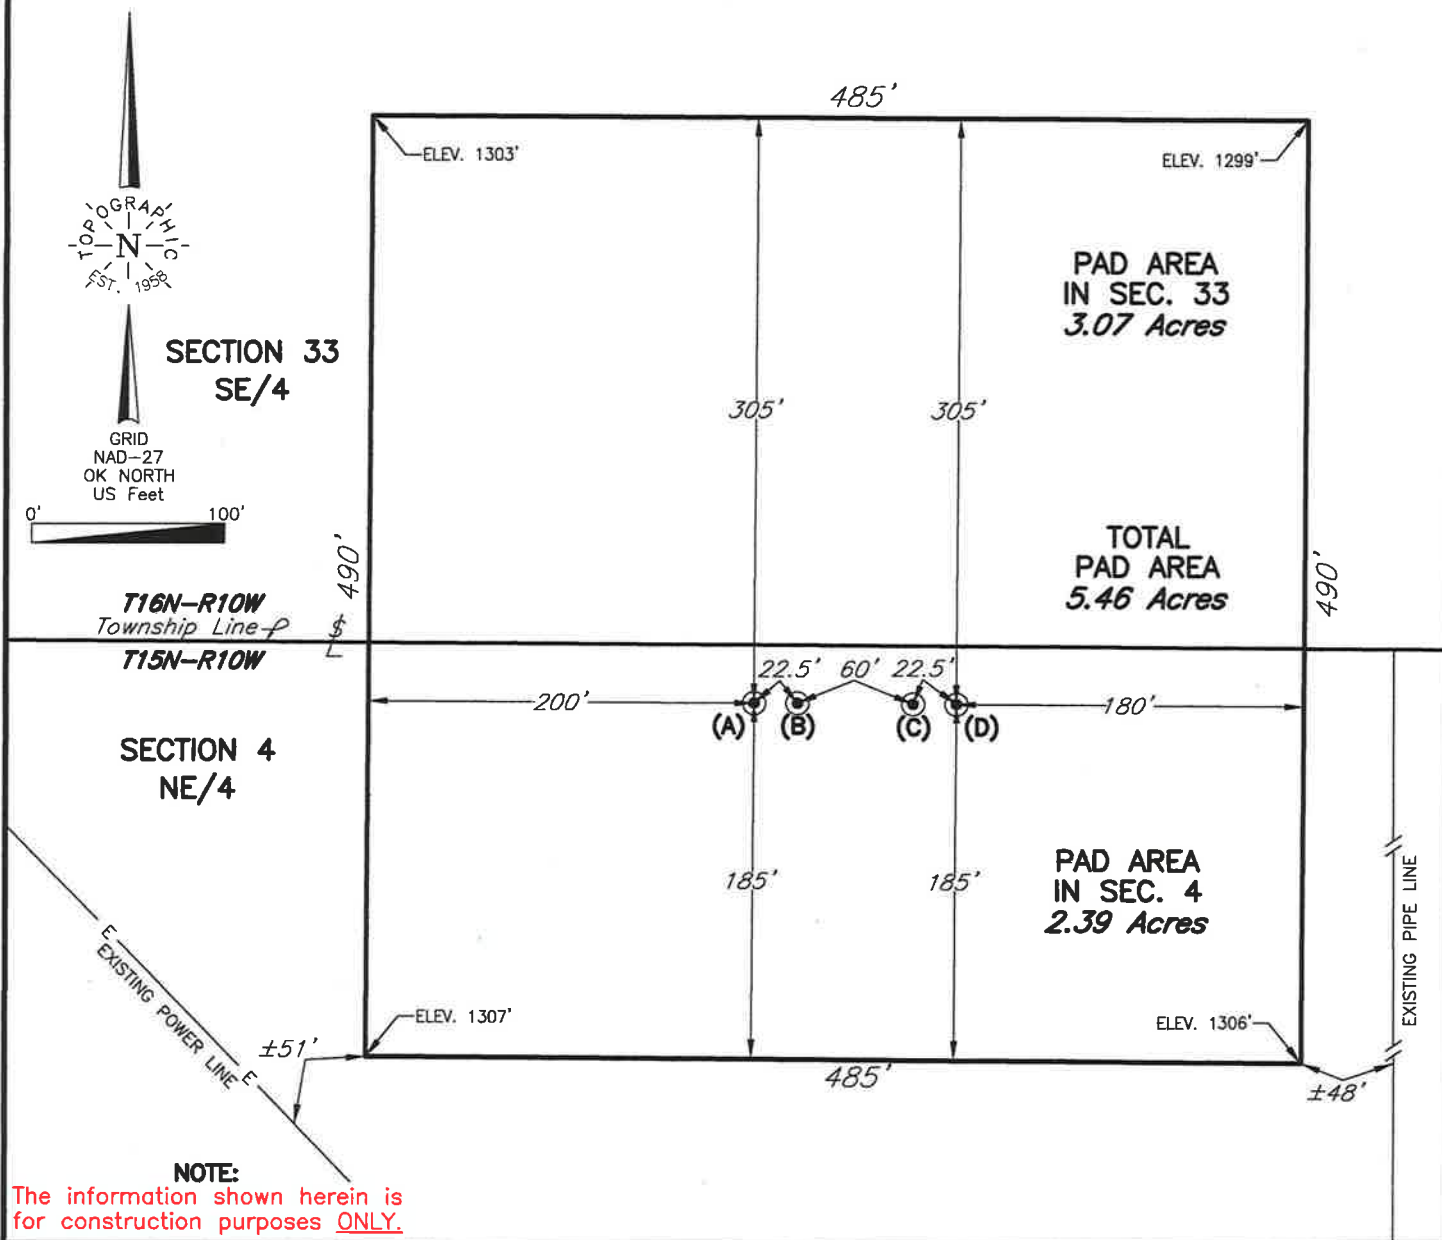 485'
ELEV. 1303'
ELEV. 1299'
TOPOGRAPHIC
N
EST. 1958
PAD AREA
IN SEC. 33
3.07 Acres
SECTION 33
SE/4
305'
305'
GRID
NAD-27
OK NORTH
US Feet
0' 100'
490'
TOTAL
PAD AREA
5.46 Acres
490'
T16N-R10W
Township Line
T15N-R10W
22.5' 60' 22.5'
200'
180'
(A) (B) (C) (D)
SECTION 4
NE/4
185'
185'
PAD AREA
IN SEC. 4
2.39 Acres
EXISTING PIPE LINE
E
EXISTING POWER LINE
E
ELEV. 1307'
ELEV. 1306'
±51'
485'
±48'
NOTE:
The information shown herein is
for construction purposes ONLY.